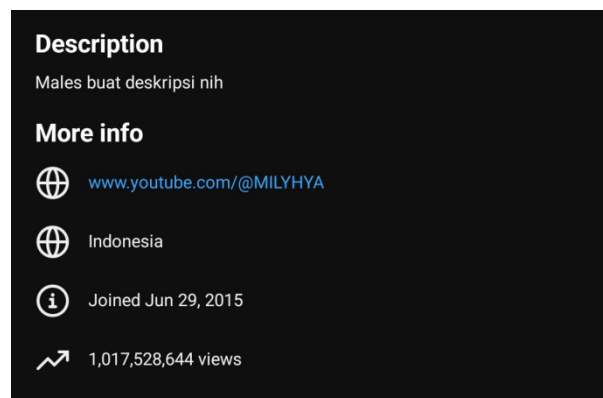 Description
Males buat deskripsi nih
More info
www.youtube.com/@MILYHYA
Indonesia
Joined Jun 29, 2015
1,017,528,644 views